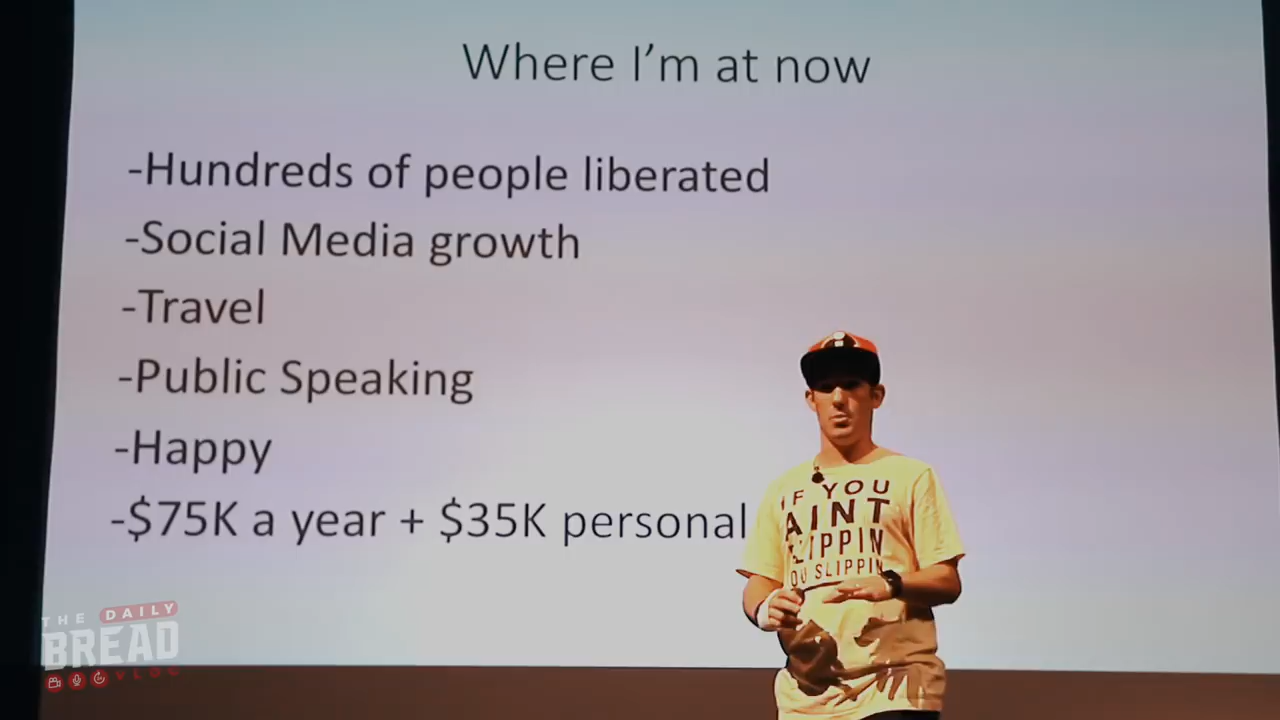 Where I'm at now
-Hundreds of people liberated
-Social Media growth
-Travel
-Public Speaking
-Happy
-$75K a year + $35K personal
IF YOU
AINT
SLIPPIN
YOU SLIPPIN
THE DAILY
BREAD
VLOG